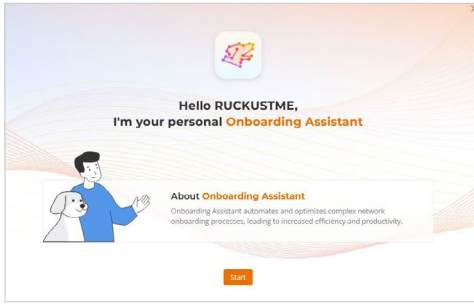 Hello RUCKUSTME,
I'm your personal Onboarding Assistant
About Onboarding Assistant
Onboarding Assistant automates and optimizes complex network
onboarding processes, leading to increased efficiency and productivity.
Start